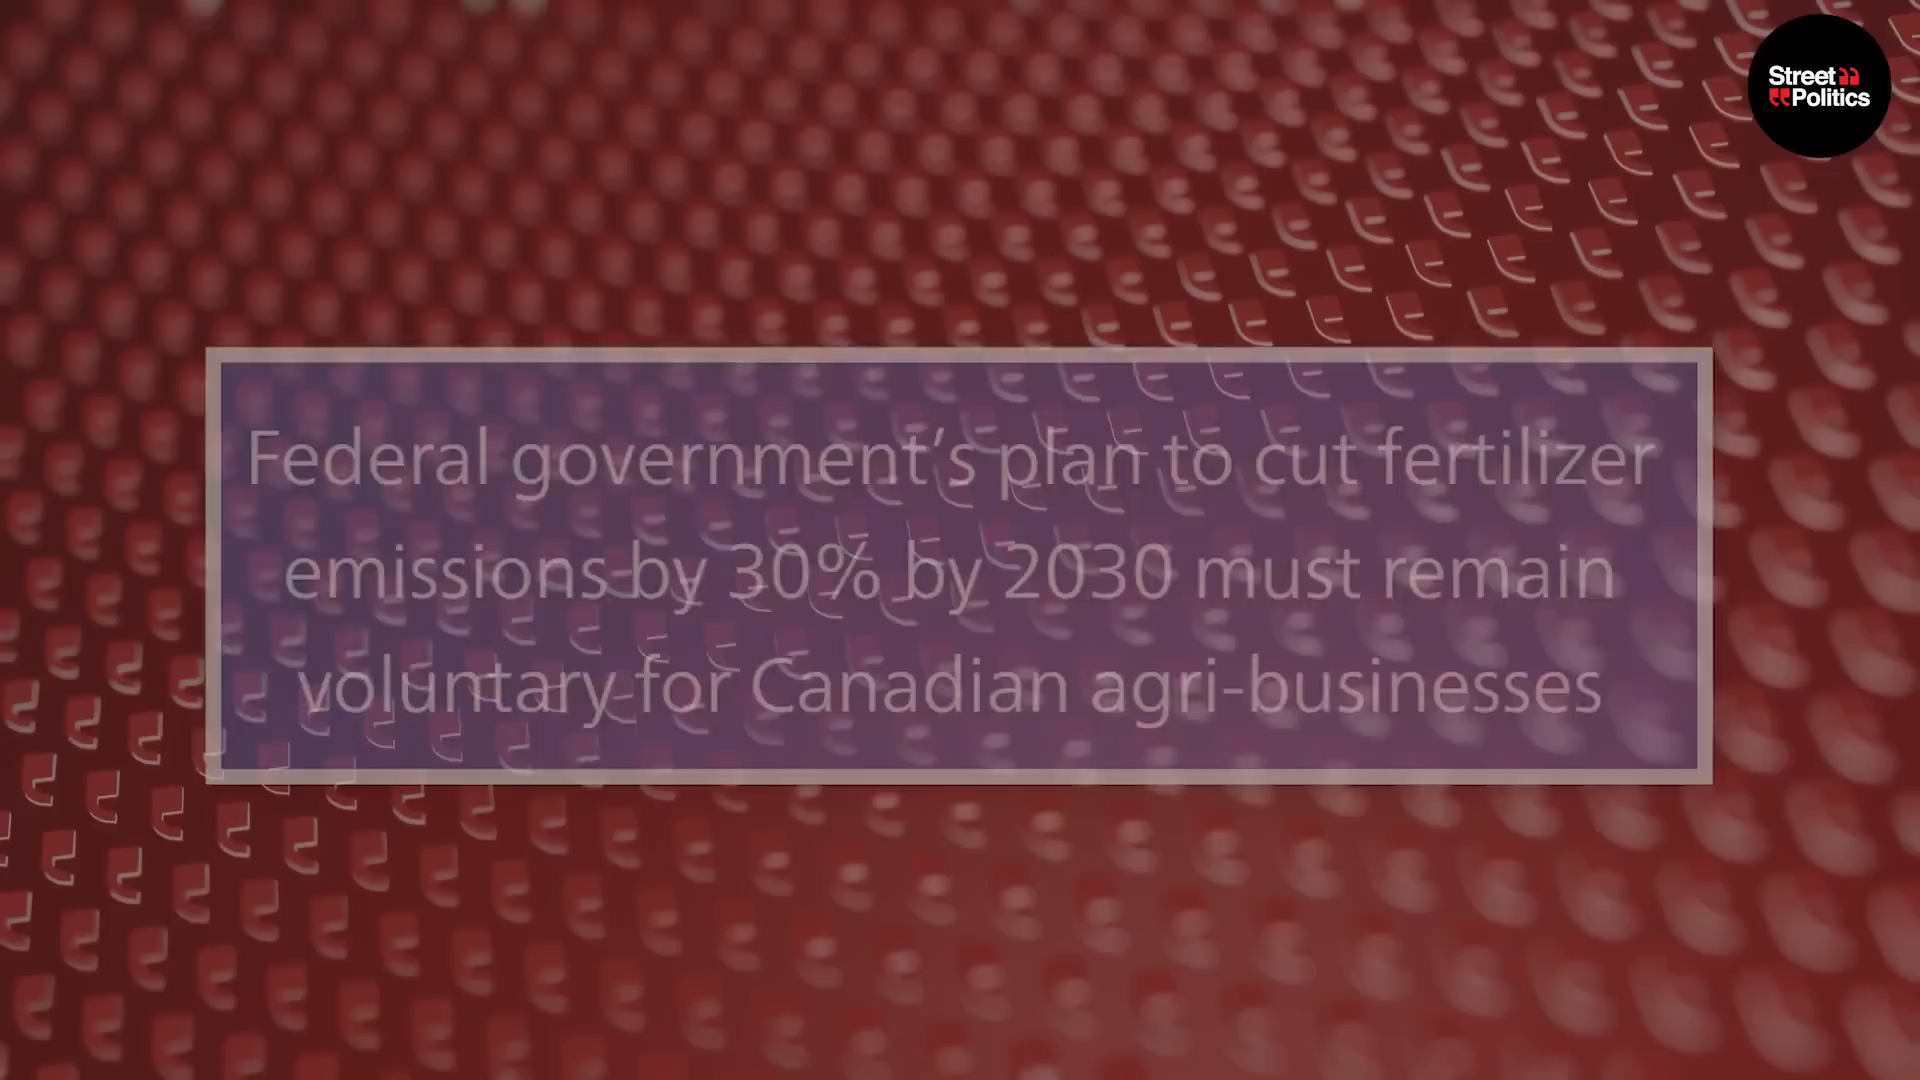 Street
Politics
Federal government’s plan to cut fertilizer
emissions by 30% by 2030 must remain
voluntary for Canadian agri-businesses